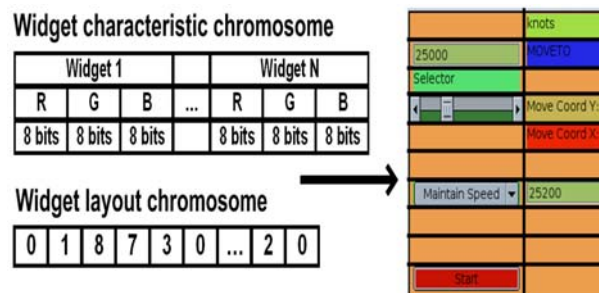 Widget characteristic chromosome
Widget 1 Widget N
R G B ... R G B
8 bits 8 bits 8 bits 8 bits 8 bits 8 bits
Widget layout chromosome
0 1 8 7 3 0 ... 2 0
knots
25000 MOVETO
Selector
Move Coord Y:
Move Coord X:
Maintain Speed 25200
Start